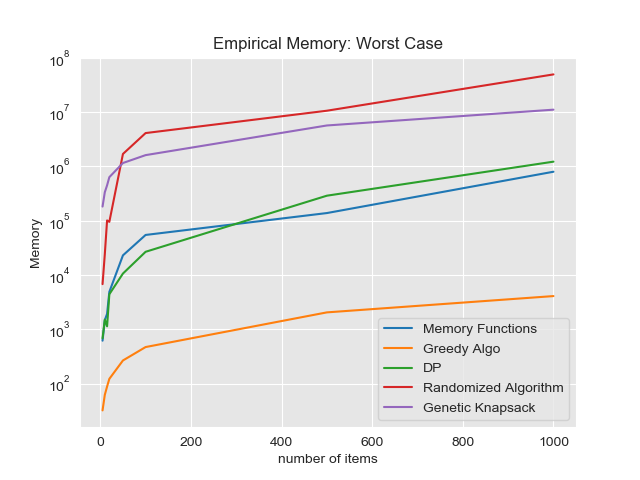 Empirical Memory: Worst Case
Memory
10^8
10^7
10^6
10^5
10^4
10^3
10^2
0 200 400 600 800 1000
number of items
Memory Functions
Greedy Algo
DP
Randomized Algorithm
Genetic Knapsack